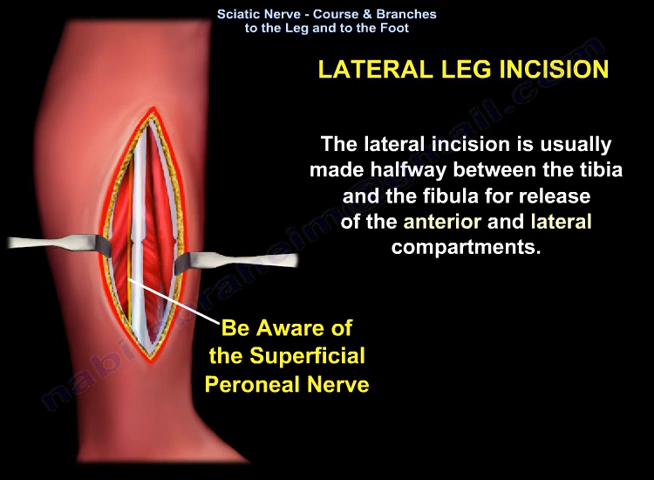 Sciatic Nerve - Course & Branches
to the Leg and to the Foot
LATERAL LEG INCISION
The lateral incision is usually
made halfway between the tibia
and the fibula for release
of the anterior and lateral
compartments.
Be Aware of
the Superficial
Peroneal Nerve